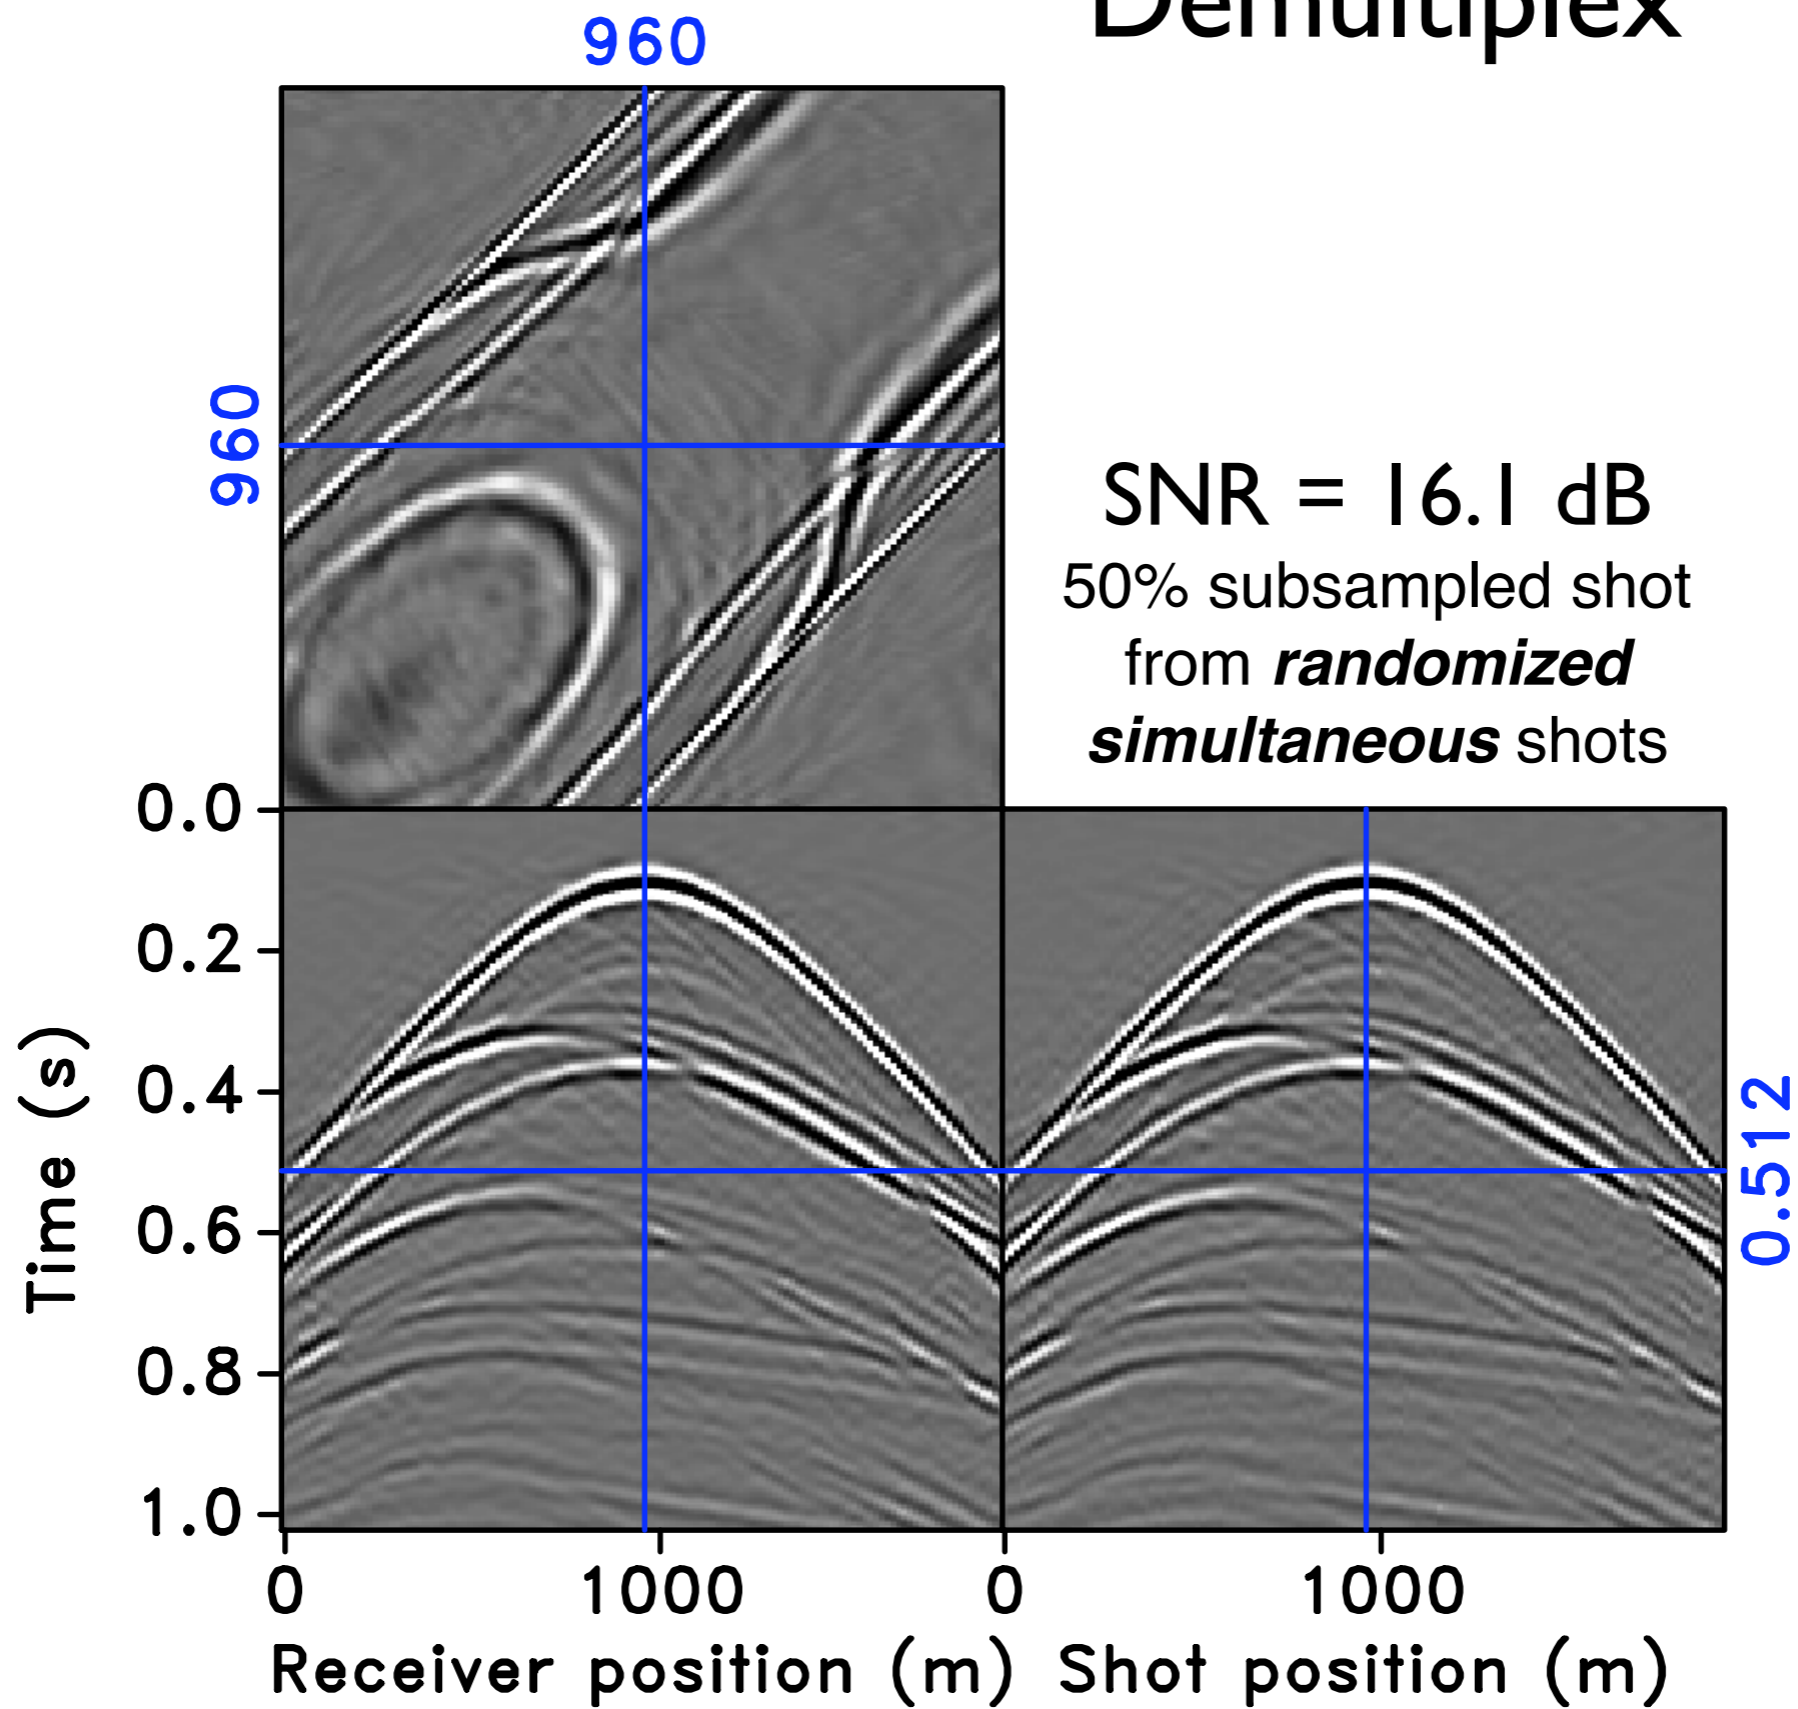 Demultiplex
960
960
SNR = 16.1 dB
50% subsampled shot
from randomized
simultaneous shots
0.0
0.2
0.4
0.6
0.8
1.0
Time (s)
0.512
0 1000 0 1000
Receiver position (m) Shot position (m)